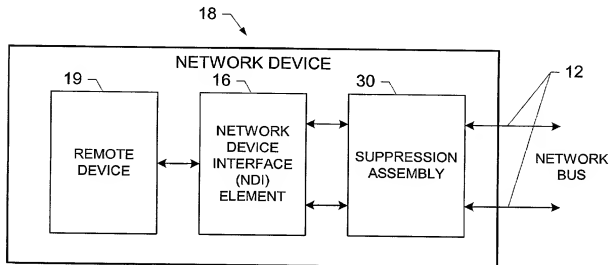 18
NETWORK DEVICE
19
16
30
12
REMOTE
DEVICE
NETWORK
DEVICE
INTERFACE
(NDI)
ELEMENT
SUPPRESSION
ASSEMBLY
NETWORK
BUS